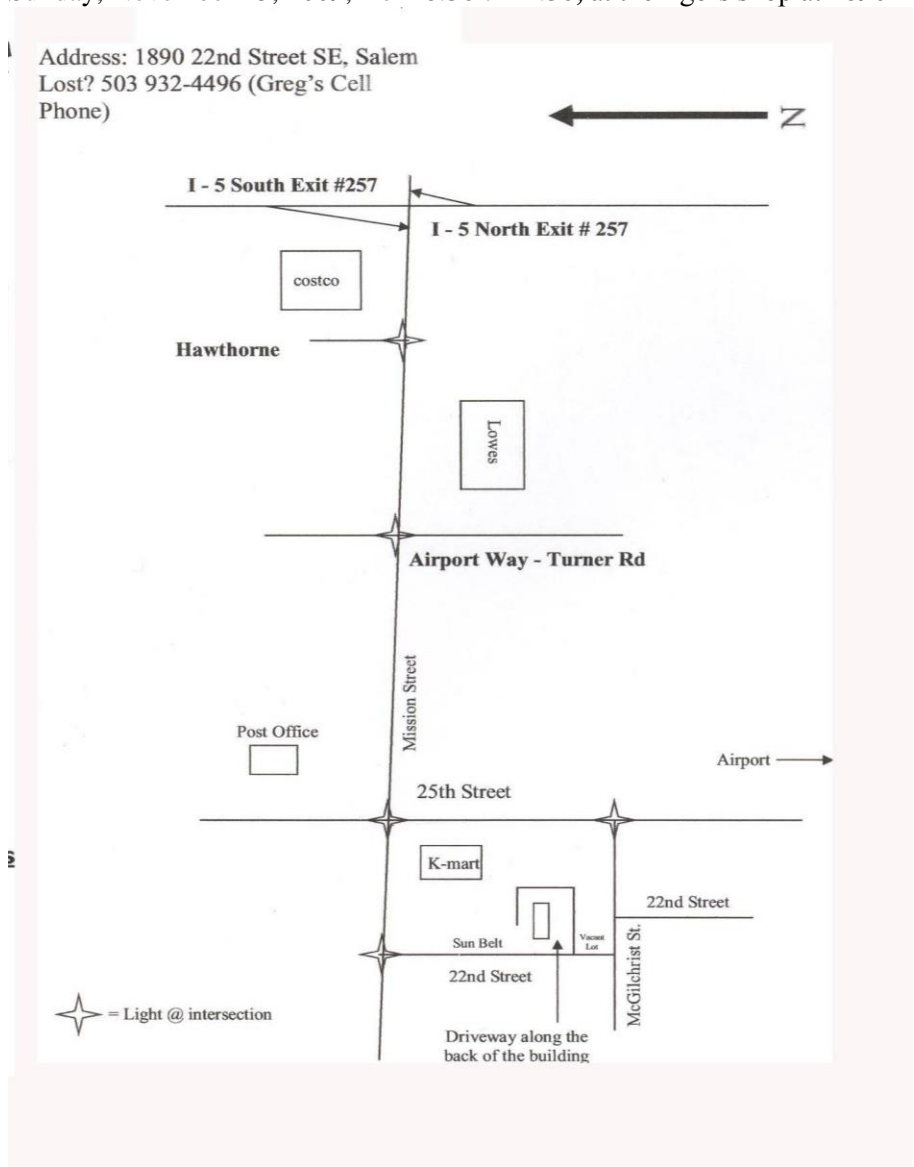 Address: 1890 22nd Street SE, Salem
Lost? 503 932-4496 (Greg's Cell
Phone)
N
I - 5 South Exit #257
I - 5 North Exit # 257
costco
Hawthorne
Lowes
Airport Way - Turner Rd
Mission Street
Post Office
Airport
25th Street
K-mart
22nd Street
Sun Belt
Vacant
Lot
McGilchrist St.
22nd Street
= Light @ intersection
Driveway along the
back of the building